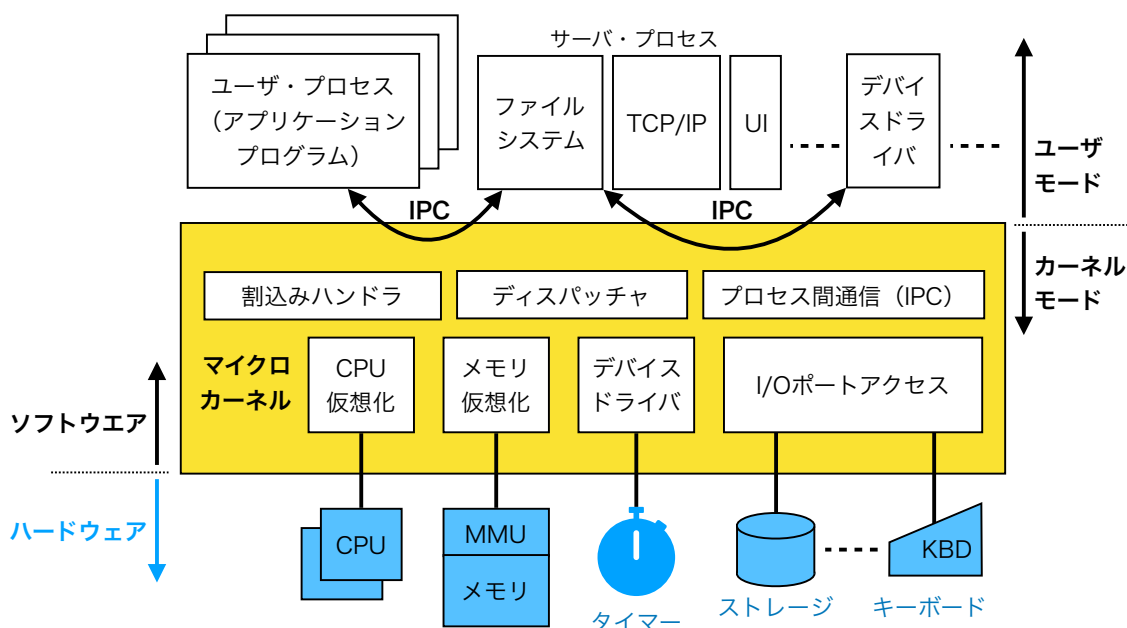 サーバ・プロセス
ユーザ・プロセス
（アプリケーション
プログラム）
ファイル
システム
TCP/IP
UI
デバイ
スドラ
イバ
ユーザ
モード
IPC
IPC
カーネル
モード
割込みハンドラ
ディスパッチャ
プロセス間通信（IPC）
マイクロ
カーネル
CPU
仮想化
メモリ
仮想化
デバイス
ドライバ
I/Oポートアクセス
ソフトウエア
ハードウェア
CPU
MMU
メモリ
タイマー
ストレージ
KBD
キーボード